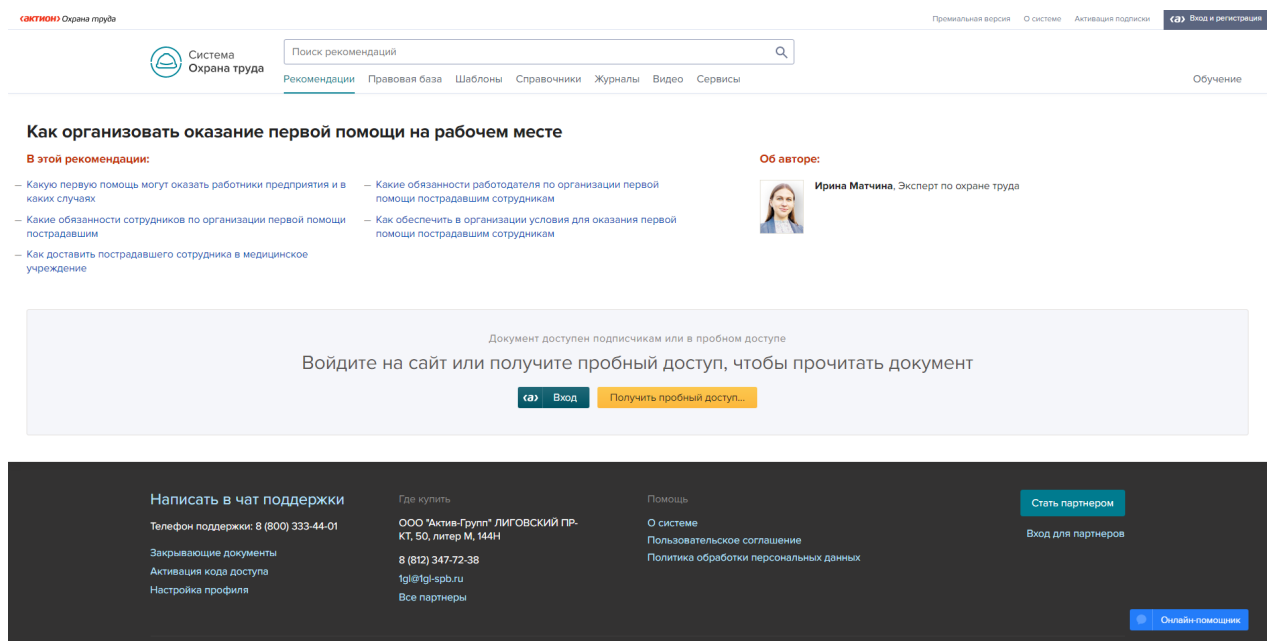 ‹актион› Охрана труда
Премиальная версия О системе Активация подписки ‹а› Вход и регистрация
Система
Охрана труда
Поиск рекомендаций
Рекомендации Правовая база Шаблоны Справочники Журналы Видео Сервисы Обучение
Как организовать оказание первой помощи на рабочем месте
В этой рекомендации:
– Какую первую помощь могут оказать работники предприятия и в
каких случаях
– Какие обязанности сотрудников по организации первой помощи
пострадавшим
– Как доставить пострадавшего сотрудника в медицинское
учреждение
– Какие обязанности работодателя по организации первой
помощи пострадавшим сотрудникам
– Как обеспечить в организации условия для оказания первой
помощи пострадавшим сотрудникам
Об авторе:
Ирина Матчина, Эксперт по охране труда
Документ доступен подписчикам или в пробном доступе
Войдите на сайт или получите пробный доступ, чтобы прочитать документ
‹а› Вход
Получить пробный доступ...
Написать в чат поддержки
Телефон поддержки: 8 (800) 333-44-01
Закрывающие документы
Активация кода доступа
Настройка профиля
Где купить
ООО "Актив-Групп" ЛИГОВСКИЙ ПР-
КТ, 50, литер М, 144Н
8 (812) 347-72-38
1gl@1gl-spb.ru
Все партнеры
Помощь
О системе
Пользовательское соглашение
Политика обработки персональных данных
Стать партнером
Вход для партнеров
Онлайн-помощник